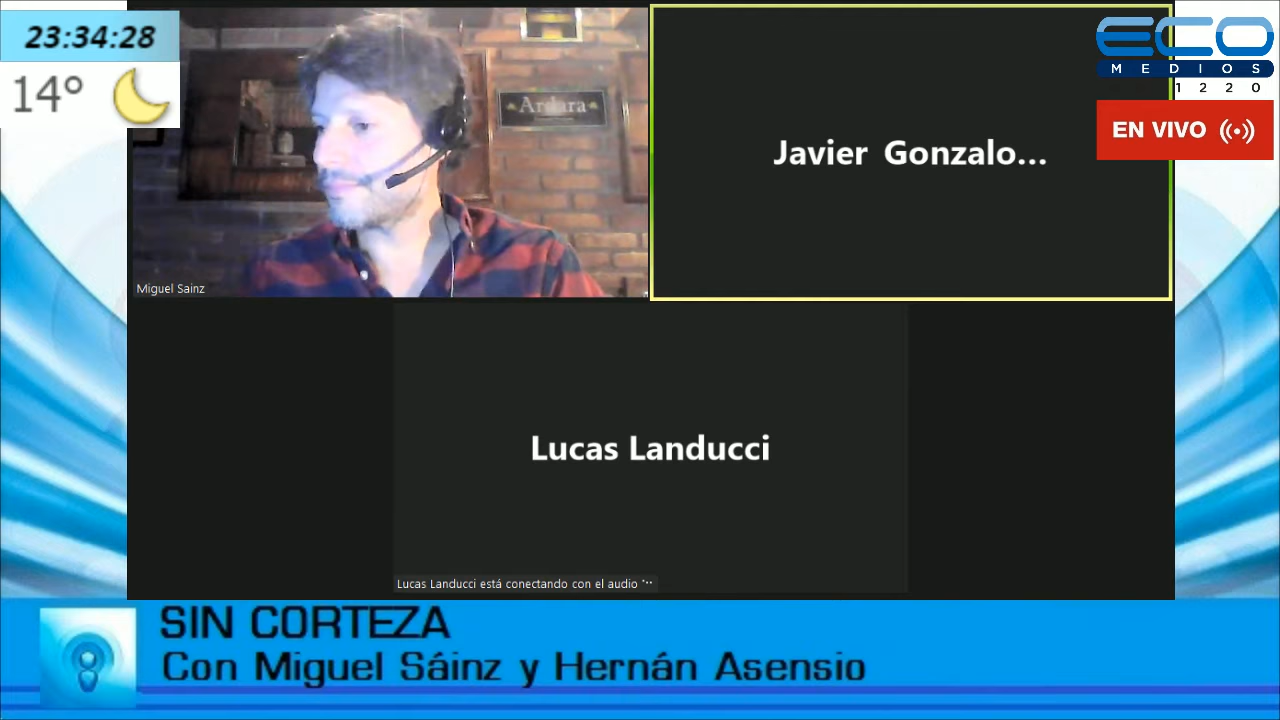 23:34:28
14°
ECO
MEDIOS
1220
EN VIVO
Ardara
Javier Gonzalo...
Miguel Sainz
Lucas Landucci
Lucas Landucci está conectando con el audio ...
SIN CORTEZA
Con Miguel Sáinz y Hernán Asensio